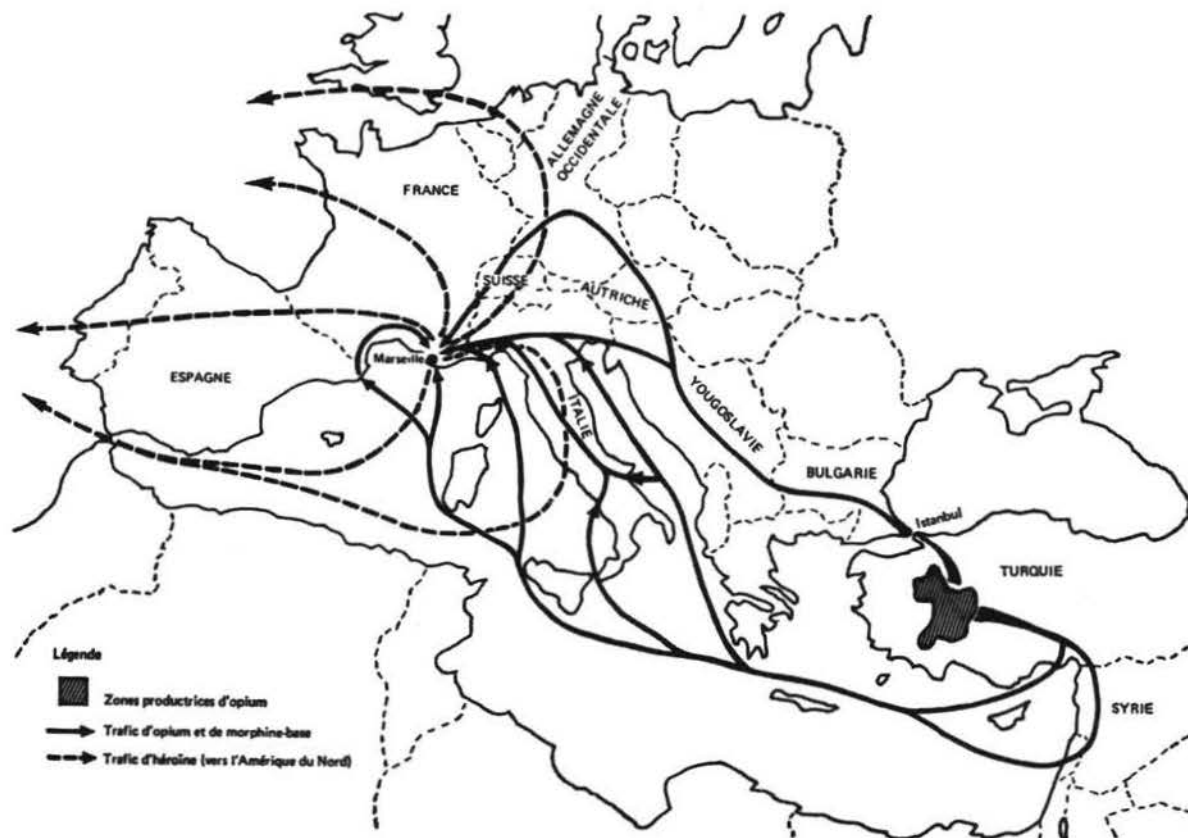 ALLEMAGNE
OCCIDENTALE
FRANCE
SUISSE
AUTRICHE
Marseille
ESPAGNE
ITALIE
YOUGOSLAVIE
BULGARIE
Istanbul
TURQUIE
SYRIE
Légende
Zones productrices d'opium
Trafic d'opium et de morphine-base
Trafic d'héroïne (vers l'Amérique du Nord)